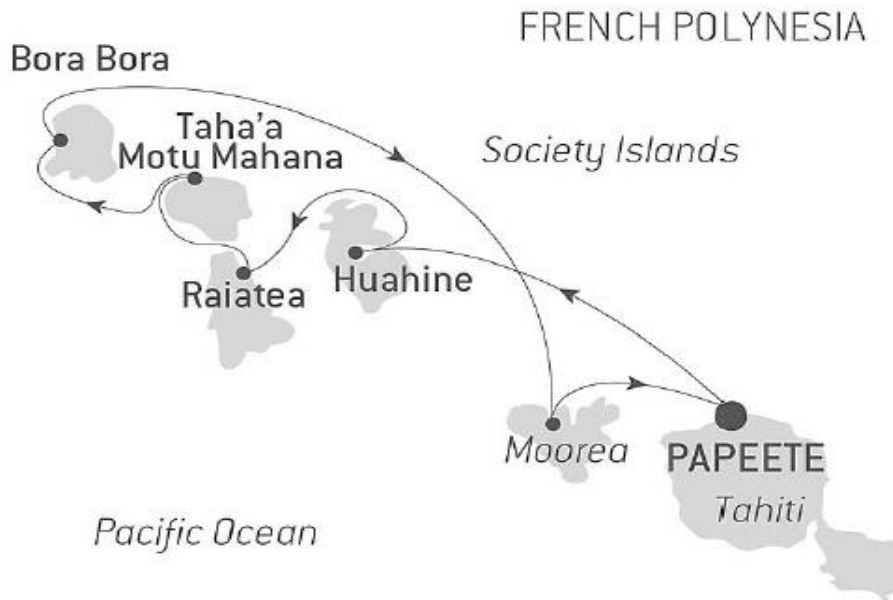 FRENCH POLYNESIA
Bora Bora
Taha'a
Motu Mahana
Society Islands
Huahine
Raiatea
Moorea
PAPEETE
Tahiti
Pacific Ocean